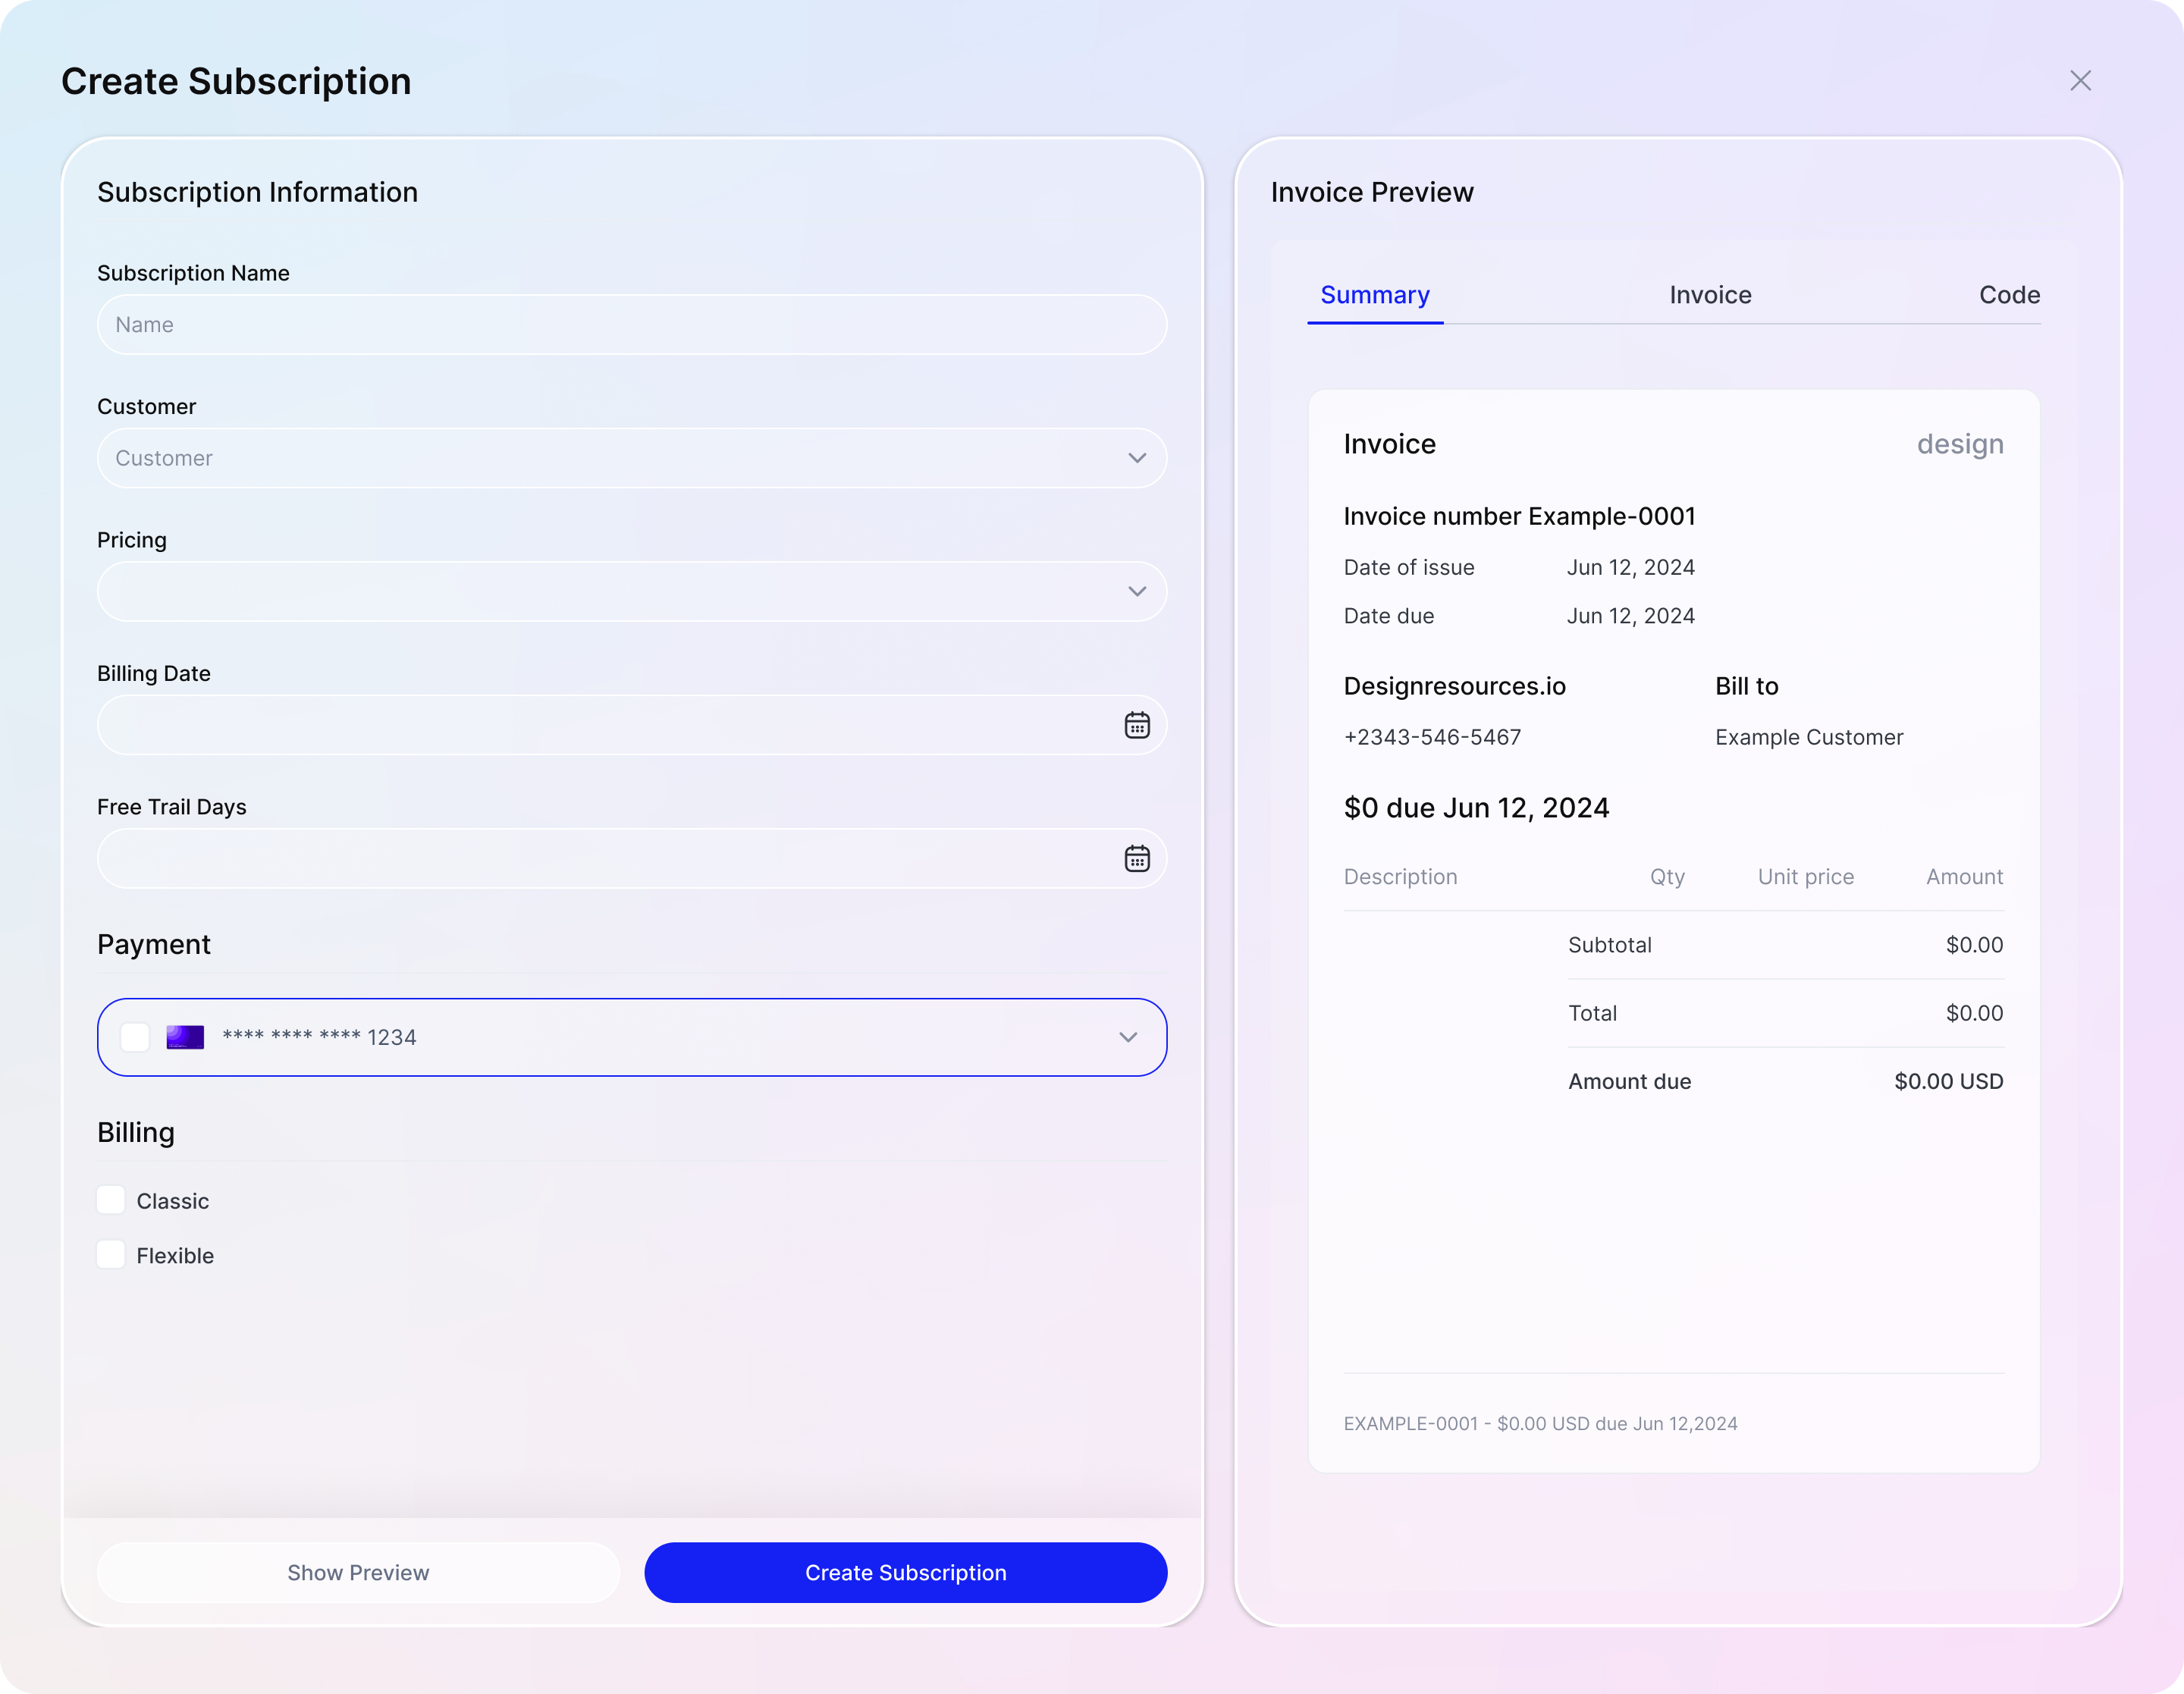 Create Subscription
Subscription Information
Subscription Name
Name
Customer
Customer
Pricing
Billing Date
Free Trail Days
Payment
**** **** **** 1234
Billing
Classic
Flexible
Show Preview
Create Subscription
Invoice Preview
Summary Invoice Code
Invoice design
Invoice number Example-0001
Date of issue Jun 12, 2024
Date due Jun 12, 2024
Designresources.io Bill to
+2343-546-5467 Example Customer
$0 due Jun 12, 2024
Description Qty Unit price Amount
Subtotal $0.00
Total $0.00
Amount due $0.00 USD
EXAMPLE-0001 - $0.00 USD due Jun 12,2024